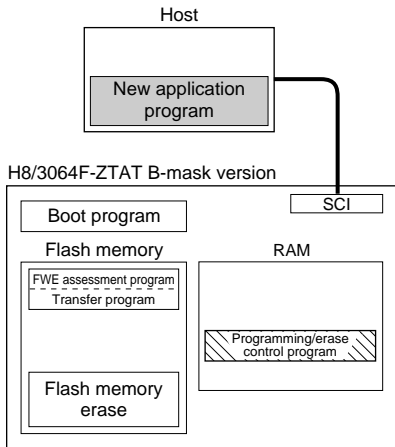 Host
New application
program
H8/3064F-ZTAT B-mask version
SCI
Boot program
Flash memory
RAM
FWE assessment program
Transfer program
Programming/erase
control program
Flash memory
erase